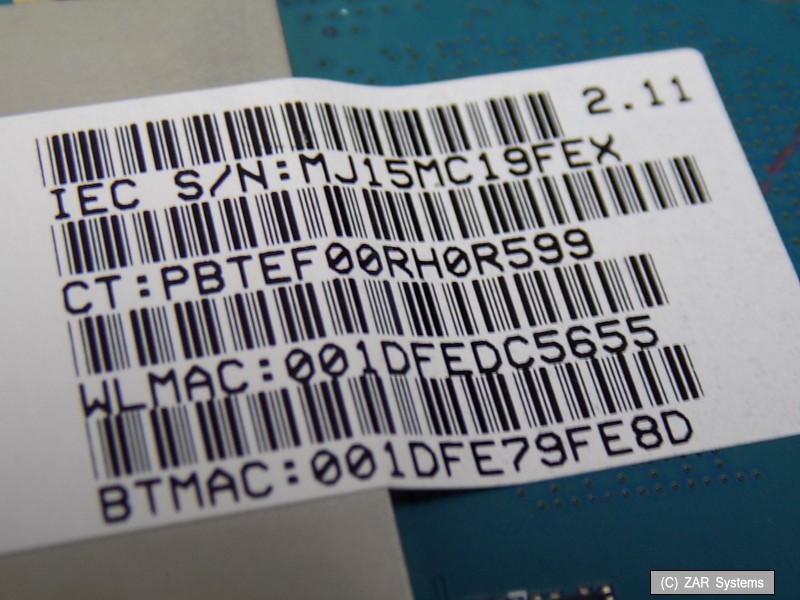 2.11
IEC S/N:MJ15MC19FEX
CT:PBTEF00RH0R599
WLMAC:001DFEDC5655
BTMAC:001DFE79FE8D
(C) ZAR Systems